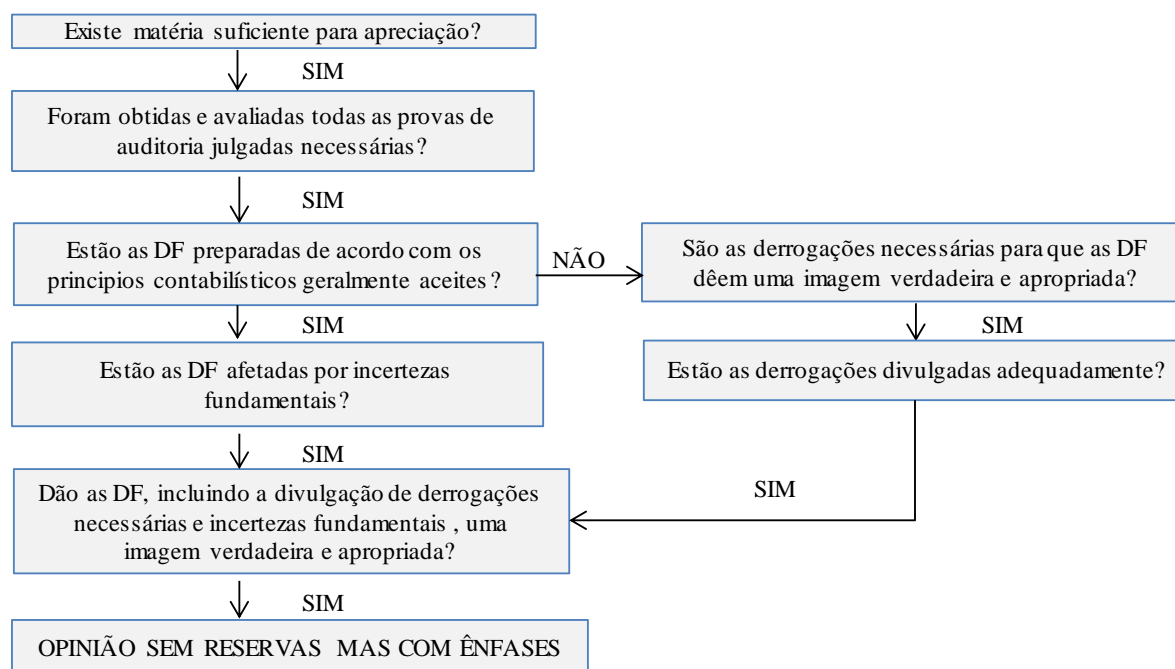 Existe matéria suficiente para apreciação?
SIM
Foram obtidas e avaliadas todas as provas de
auditoria julgadas necessárias?
SIM
Estão as DF preparadas de acordo com os
principios contabilísticos geralmente aceites?
NÃO
São as derrogações necessárias para que as DF
dêem uma imagem verdadeira e apropriada?
SIM
SIM
Estão as DF afetadas por incertezas
fundamentais?
Estão as derrogações divulgadas adequadamente?
SIM
SIM
Dão as DF, incluindo a divulgação de derrogações
necessárias e incertezas fundamentais , uma
imagem verdadeira e apropriada?
SIM
OPINIÃO SEM RESERVAS MAS COM ÊNFASES